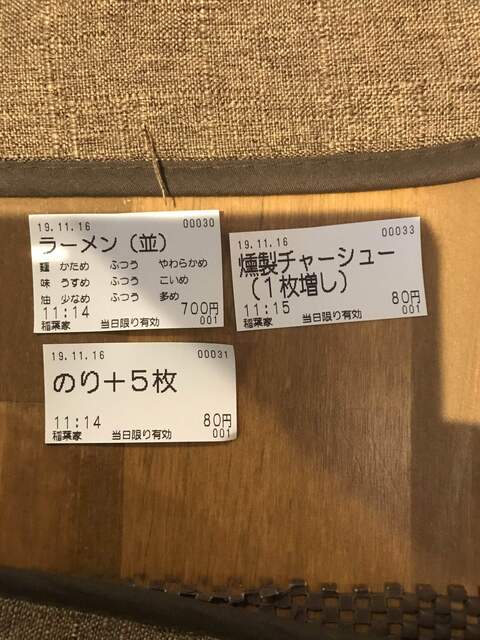 19.11.16 00030
ラーメン（並）
麺 かため ふつう やわらかめ
味 うすめ ふつう こいめ
油 少なめ ふつう 多め
11:14 700円
稲葉家 当日限り有効 001
19.11.16 00033
燻製チャーシュー
（1枚増し）
11:15 80円
稲葉家 当日限り有効 001
19.11.16 00031
のり＋5枚
11:14 80円
稲葉家 当日限り有効 001